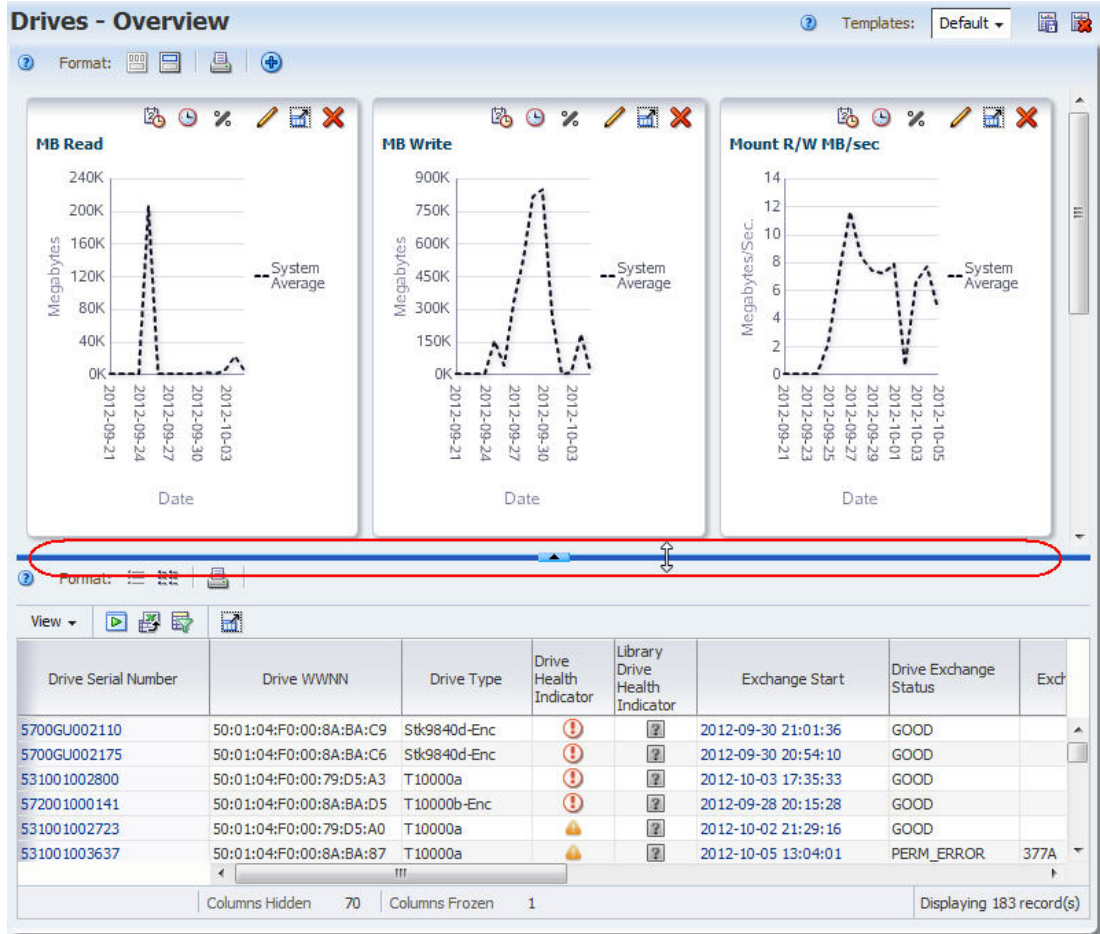 Drives - Overview
Templates: Default
Format:
MB Read
240K
200K
160K
120K
80K
40K
0K
Megabytes
System
Average
2012-09-21
2012-09-24
2012-09-27
2012-09-30
2012-10-03
Date
MB Write
900K
750K
600K
450K
300K
150K
0K
Megabytes
System
Average
2012-09-21
2012-09-24
2012-09-27
2012-09-30
2012-10-03
Date
Mount R/W MB/sec
14
12
10
8
6
4
2
0
Megabytes/Sec.
System
Average
2012-09-21
2012-09-23
2012-09-25
2012-09-27
2012-09-29
2012-10-01
2012-10-03
2012-10-05
Date
Format:
View
Drive Serial Number Drive WWNN Drive Type Drive Health Indicator Library Drive Health Indicator Exchange Start Drive Exchange Status Exch
5700GU002110 50:01:04:F0:00:8A:BA:C9 Stk9840d-Enc 2012-09-30 21:01:36 GOOD
5700GU002175 50:01:04:F0:00:8A:BA:C6 Stk9840d-Enc 2012-09-30 20:54:10 GOOD
531001002800 50:01:04:F0:00:79:D5:A3 T10000a 2012-10-03 17:35:33 GOOD
572001000141 50:01:04:F0:00:8A:BA:D5 T10000b-Enc 2012-09-28 20:15:28 GOOD
531001002723 50:01:04:F0:00:79:D5:A0 T10000a 2012-10-02 21:29:16 GOOD
531001003637 50:01:04:F0:00:8A:BA:87 T10000a 2012-10-05 13:04:01 PERM_ERROR 377A
Columns Hidden 70 Columns Frozen 1 Displaying 183 record(s)